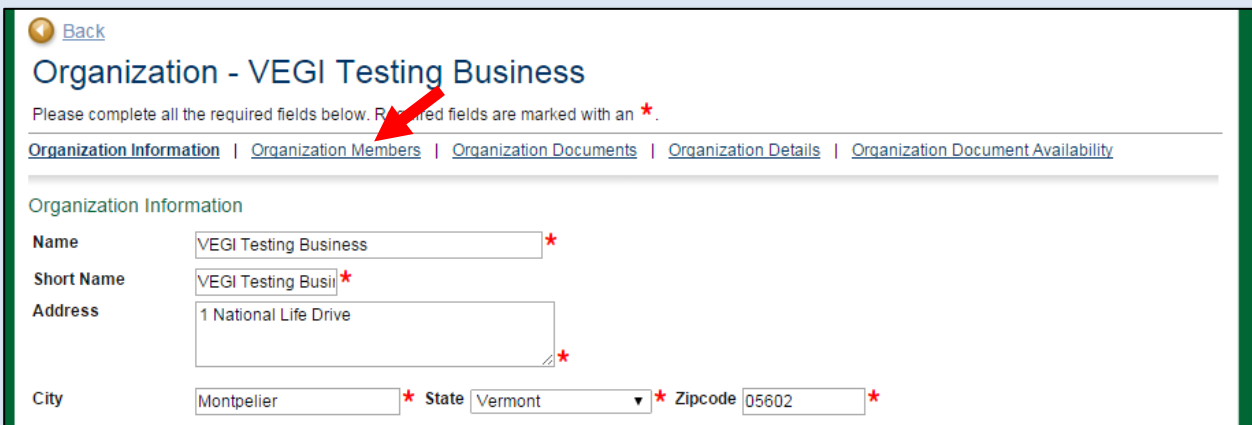 Back
Organization - VEGI Testing Business
Please complete all the required fields below. Required fields are marked with an *.
Organization Information | Organization Members | Organization Documents | Organization Details | Organization Document Availability
Organization Information
Name VEGI Testing Business *
Short Name VEGI Testing Busi *
Address 1 National Life Drive *
City Montpelier * State Vermont * Zipcode 05602 *